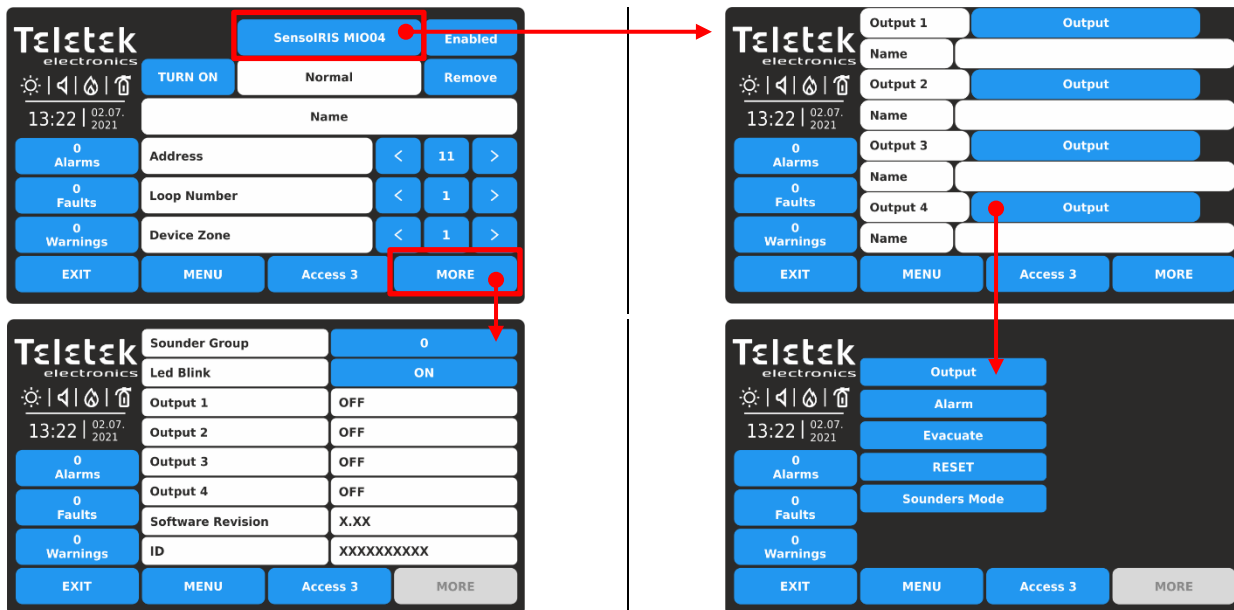 Teletek
electronics
SensoIRIS MIO04
Enabled
TURN ON
Normal
Remove
13:22
02.07.
2021
Name
0
Alarms
Address
<
11
>
0
Faults
Loop Number
<
1
>
0
Warnings
Device Zone
<
1
>
EXIT
MENU
Access 3
MORE
Teletek
electronics
Output 1
Output
Name
Output 2
Output
13:22
02.07.
2021
Name
0
Alarms
Output 3
Output
Name
0
Faults
Output 4
Output
0
Warnings
Name
EXIT
MENU
Access 3
MORE
Teletek
electronics
Sounder Group
0
Led Blink
ON
Output 1
OFF
13:22
02.07.
2021
Output 2
OFF
0
Alarms
Output 3
OFF
Output 4
OFF
0
Faults
Software Revision
X.XX
0
Warnings
ID
XXXXXXXXXX
EXIT
MENU
Access 3
MORE
Teletek
electronics
Output
Alarm
13:22
02.07.
2021
Evacuate
0
Alarms
RESET
0
Faults
Sounders Mode
0
Warnings
EXIT
MENU
Access 3
MORE